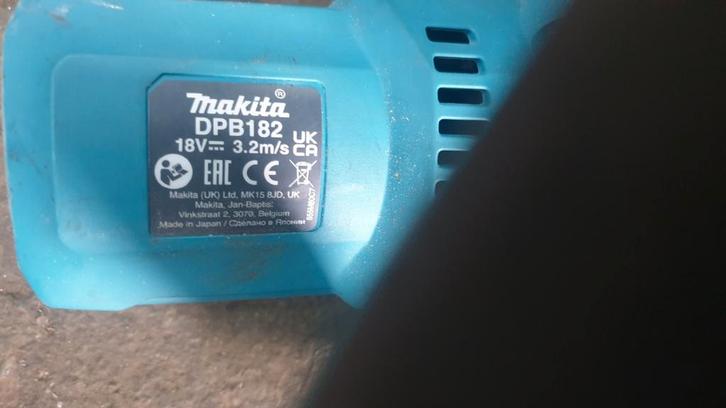 makita®
DPB182
18V⎓ 3.2m/s
UK
CA
EAC CE
Makita (UK) Ltd, MK15 8JD, UK
Makita, Jan-Baptist
Vinkstraat 2, 3070, Belgium
Made in Japan / Сделано в Японии